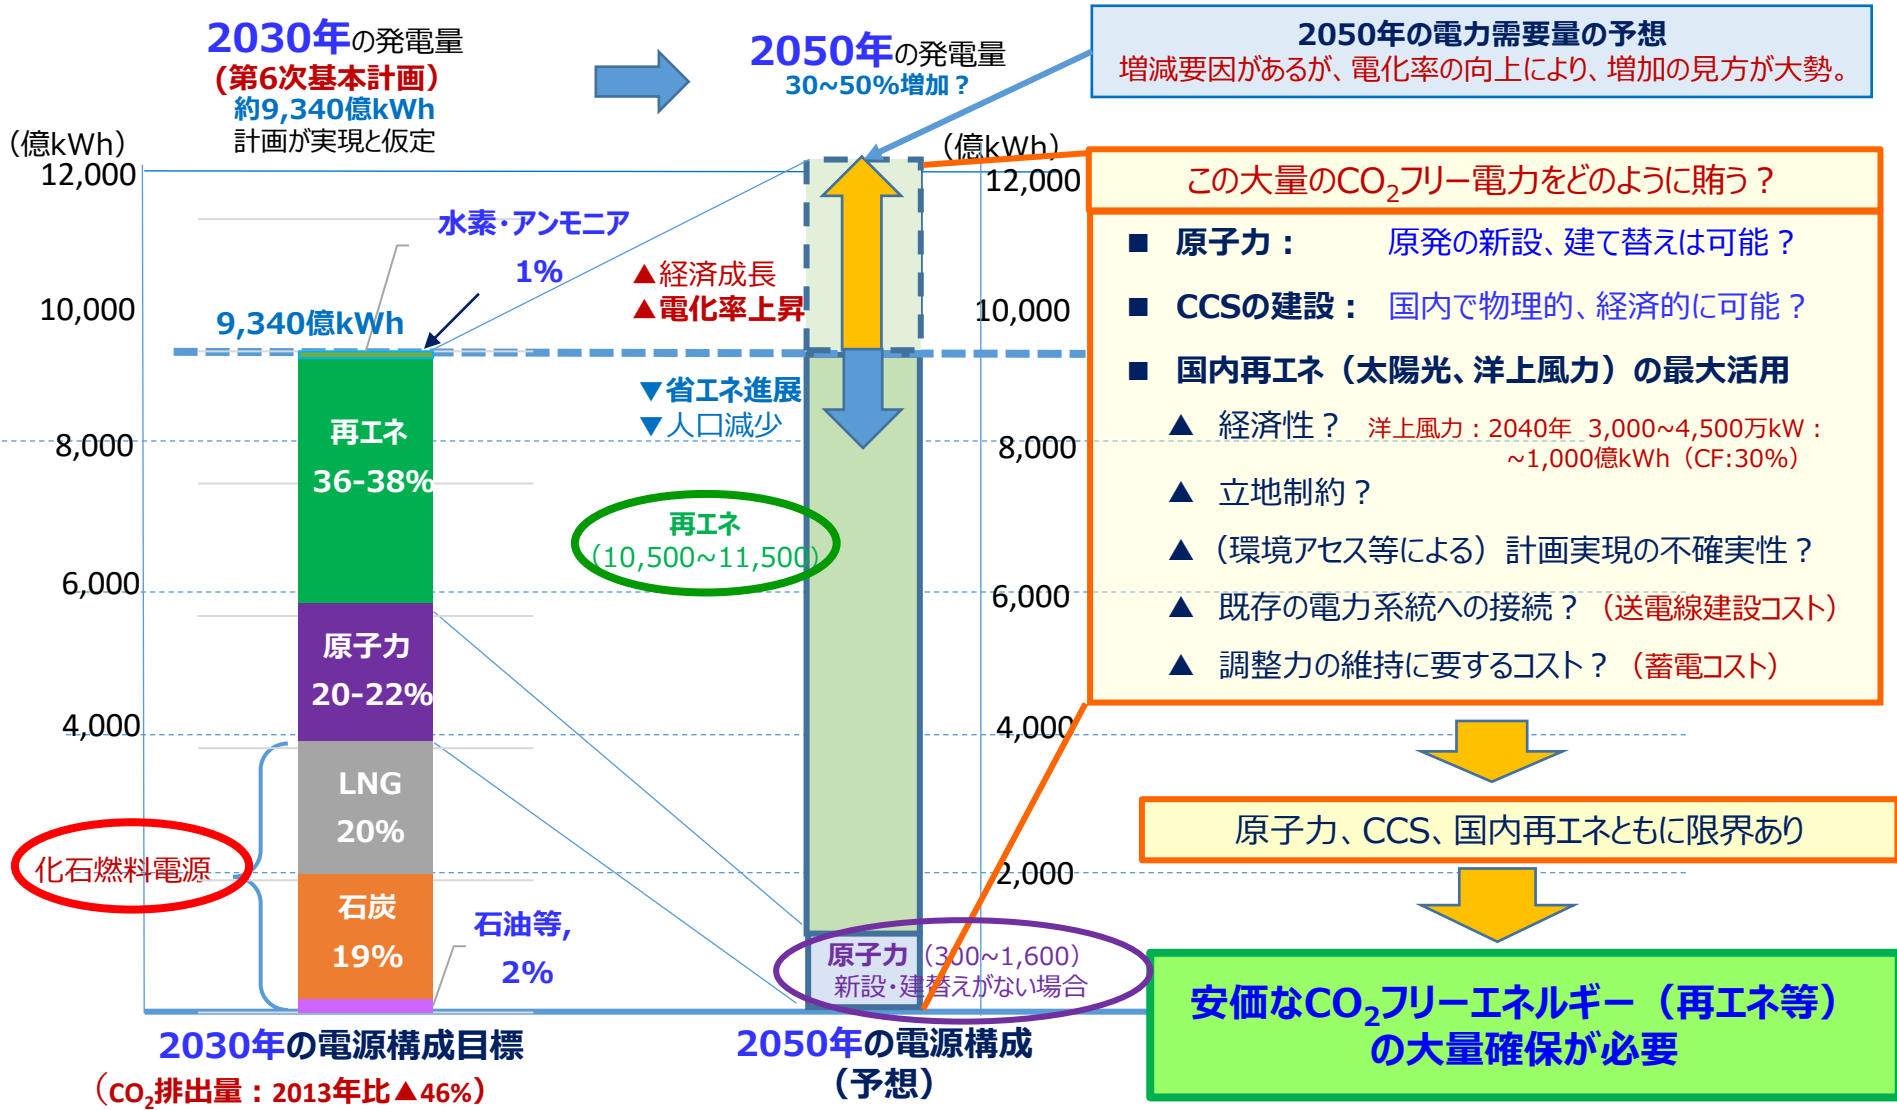 2030年の発電量
(第6次基本計画)
約9,340億kWh
計画が実現と仮定
2050年の発電量
30~50%増加？
2050年の電力需要量の予想
増減要因があるが、電化率の向上により、増加の見方が大勢。
(億kWh)
12,000
10,000
8,000
6,000
4,000
水素・アンモニア
1%
9,340億kWh
再エネ
36-38%
原子力
20-22%
LNG
20%
石炭
19%
石油等,
2%
化石燃料電源
2030年の電源構成目標
（CO₂排出量：2013年比▲46%）
▲経済成長
▲電化率上昇
▼省エネ進展
▼人口減少
再エネ
（10,500~11,500）
原子力（300~1,600）
新設・建替えがない場合
2050年の電源構成
（予想）
(億kWh)
12,000
10,000
8,000
6,000
4,000
2,000
この大量のCO₂フリー電力をどのように賄う？
■ 原子力： 原発の新設、建て替えは可能？
■ CCSの建設： 国内で物理的、経済的に可能？
■ 国内再エネ（太陽光、洋上風力）の最大活用
▲ 経済性？ 洋上風力：2040年 3,000~4,500万kW：
~1,000億kWh（CF:30%）
▲ 立地制約？
▲ （環境アセス等による）計画実現の不確実性？
▲ 既存の電力系統への接続？（送電線建設コスト）
▲ 調整力の維持に要するコスト？（蓄電コスト）
原子力、CCS、国内再エネともに限界あり
安価なCO₂フリーエネルギー（再エネ等）
の大量確保が必要